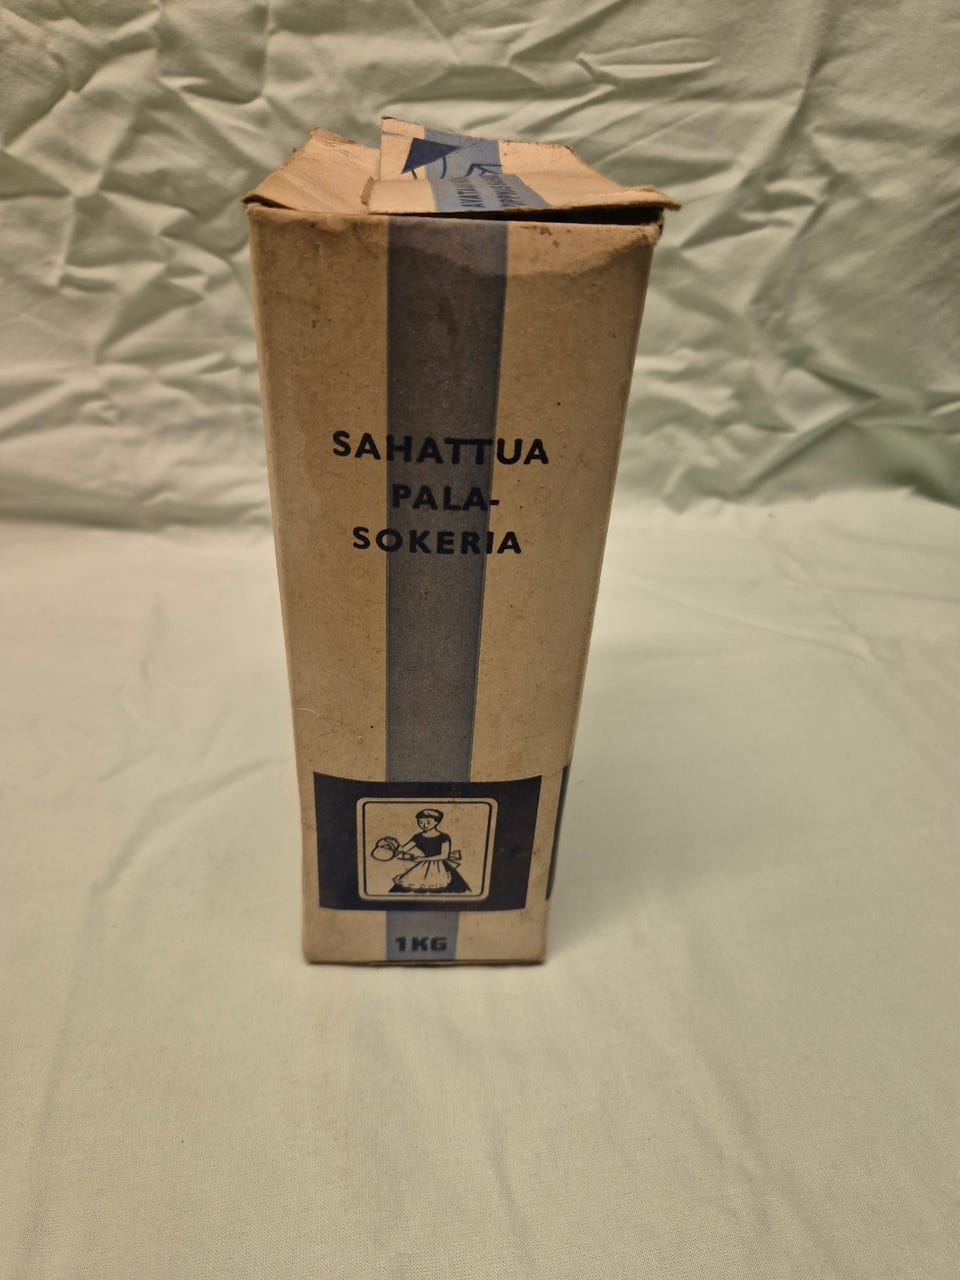 SAHATTUA
PALA-
SOKERIA
1KG